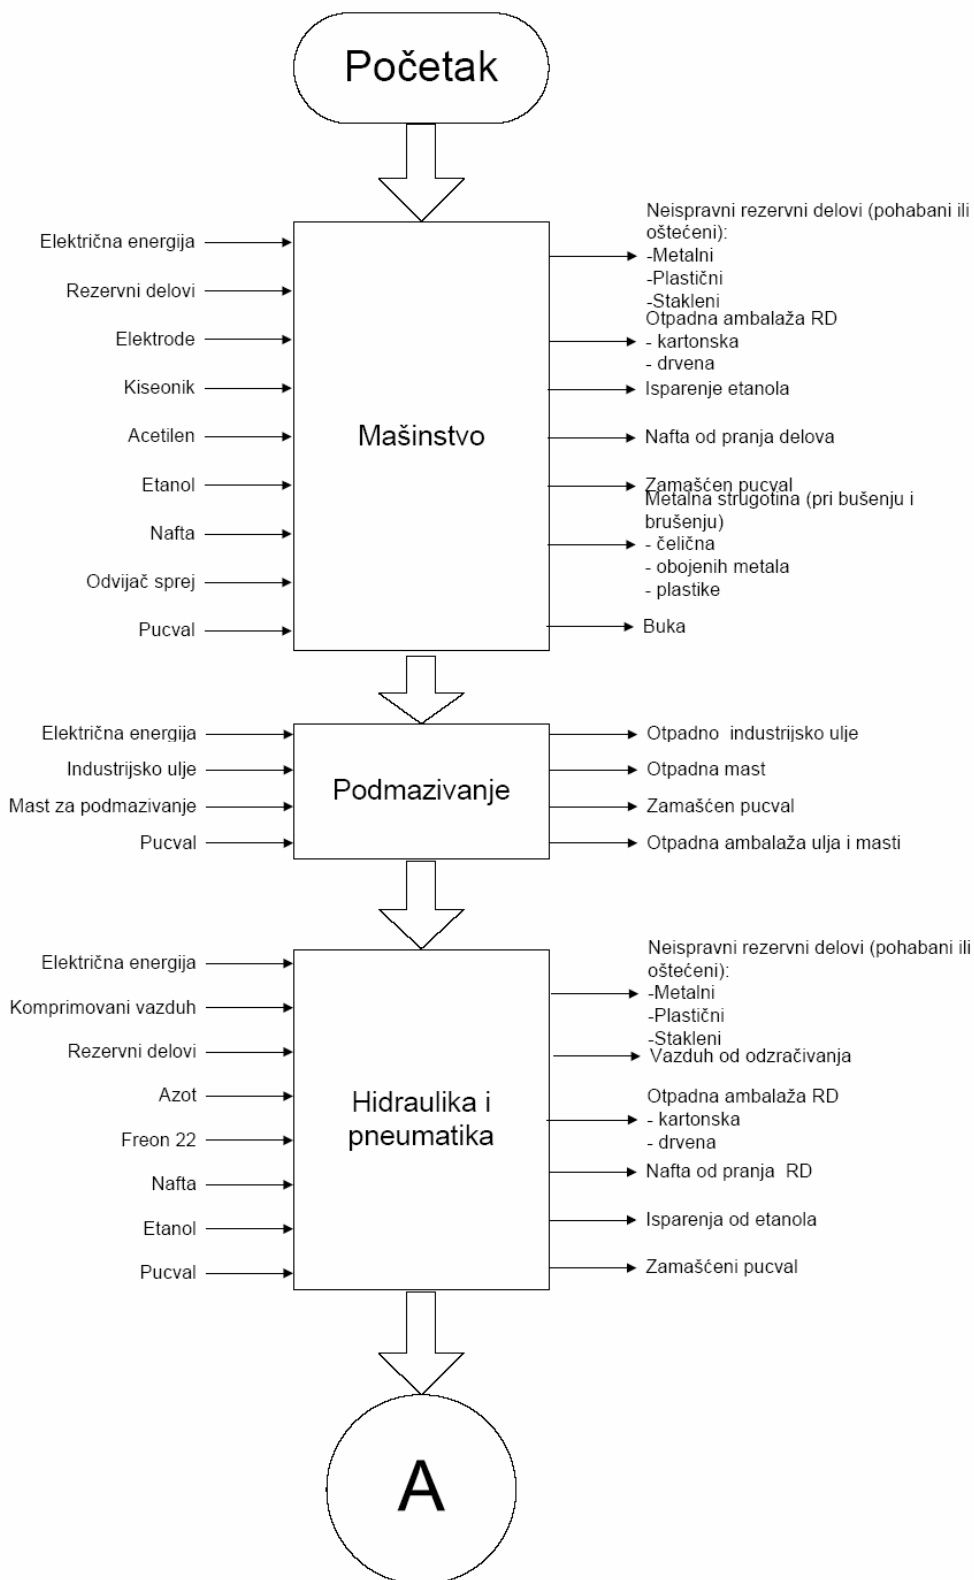 Početak
Električna energija
Rezervni delovi
Elektrode
Kiseonik
Acetilen
Etanol
Nafta
Odvijač sprej
Pucval
Mašinstvo
Neispravni rezervni delovi (pohabani ili
oštećeni):
-Metalni
-Plastični
-Stakleni
Otpadna ambalaža RD
- kartonska
- drvena
Isparenje etanola
Nafta od pranja delova
Zamašćen pucval
Metalna strugotina (pri bušenju i
brušenju)
- čelična
- obojenih metala
- plastike
Buka
Električna energija
Industrijsko ulje
Mast za podmazivanje
Pucval
Podmazivanje
Otpadno industrijsko ulje
Otpadna mast
Zamašćen pucval
Otpadna ambalaža ulja i masti
Električna energija
Komprimovani vazduh
Rezervni delovi
Azot
Freon 22
Nafta
Etanol
Pucval
Hidraulika i
pneumatika
Neispravni rezervni delovi (pohabani ili
oštećeni):
-Metalni
-Plastični
-Stakleni
Vazduh od odzračivanja
Otpadna ambalaža RD
- kartonska
- drvena
Nafta od pranja RD
Isparenja od etanola
Zamašćeni pucval
A